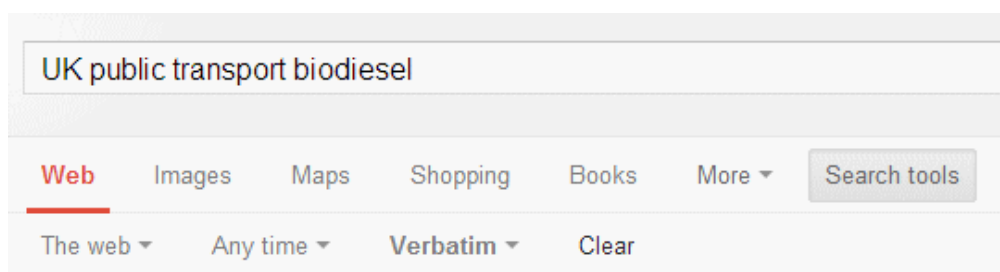 UK public transport biodiesel
Web Images Maps Shopping Books More Search tools
The web Any time Verbatim Clear